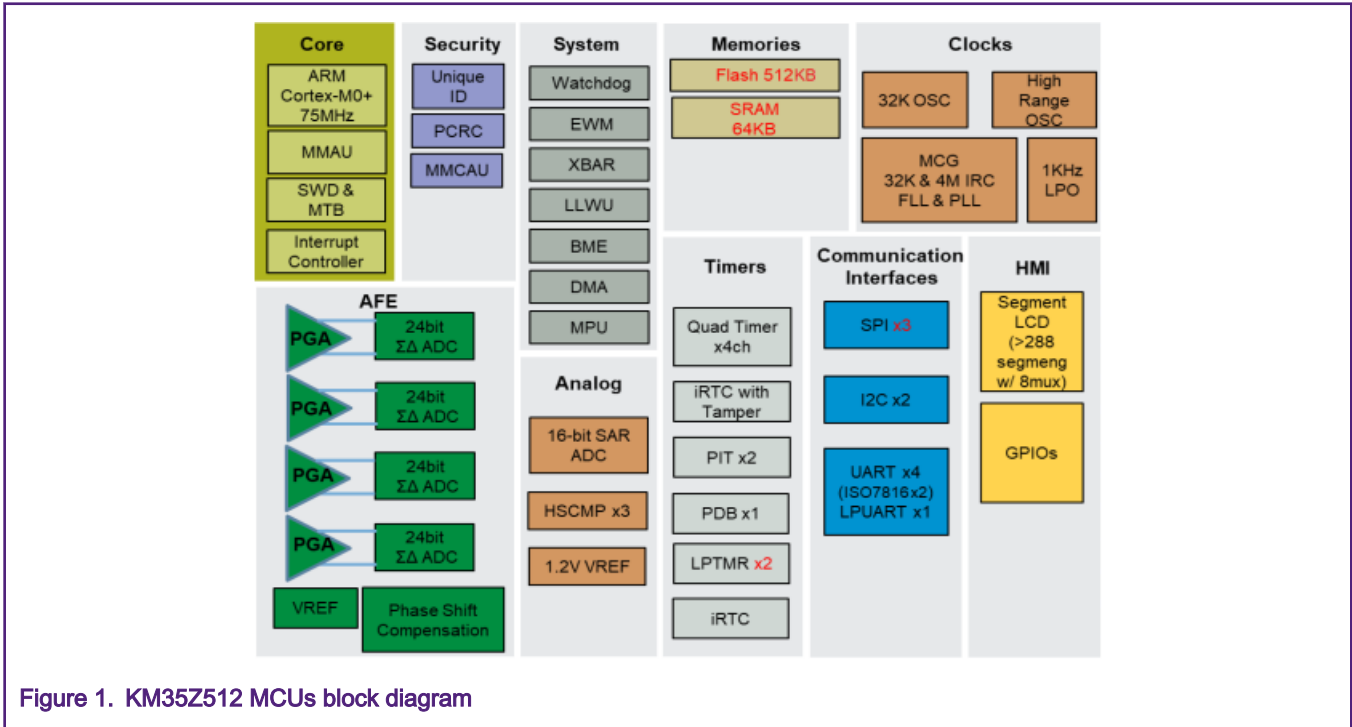 Core
ARM
Cortex-M0+
75MHz
MMAU
SWD &
MTB
Interrupt
Controller
Security
Unique
ID
PCRC
MMCAU
System
Watchdog
EWM
XBAR
LLWU
BME
DMA
MPU
Memories
Flash 512KB
SRAM
64KB
Clocks
32K OSC
High
Range
OSC
MCG
32K & 4M IRC
FLL & PLL
1KHz
LPO
AFE
PGA
24bit
ΣΔ ADC
PGA
24bit
ΣΔ ADC
PGA
24bit
ΣΔ ADC
PGA
24bit
ΣΔ ADC
VREF
Phase Shift
Compensation
Analog
16-bit SAR
ADC
HSCMP x3
1.2V VREF
Timers
Quad Timer
x4ch
iRTC with
Tamper
PIT x2
PDB x1
LPTMR x2
iRTC
Communication
Interfaces
SPI x3
I2C x2
UART x4
(ISO7816x2)
LPUART x1
HMI
Segment
LCD
(>288
segmeng
w/ 8mux)
GPIOs
Figure 1. KM35Z512 MCUs block diagram